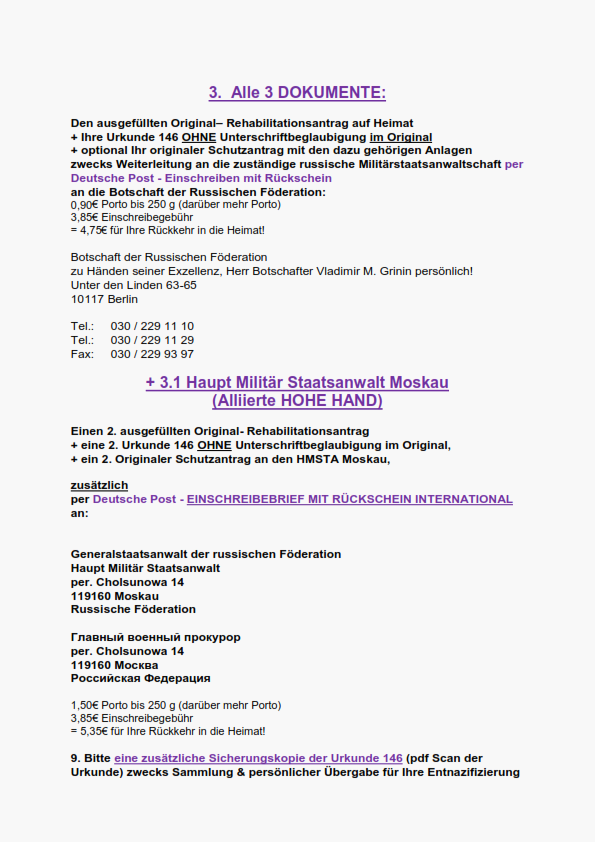 3. Alle 3 DOKUMENTE:
Den ausgefüllten Original– Rehabilitationsantrag auf Heimat
+ Ihre Urkunde 146 OHNE Unterschriftbeglaubigung im Original
+ optional Ihr originaler Schutzantrag mit den dazu gehörigen Anlagen
zwecks Weiterleitung an die zuständige russische Militärstaatsanwaltschaft per
Deutsche Post - Einschreiben mit Rückschein
an die Botschaft der Russischen Föderation:
0,90€ Porto bis 250 g (darüber mehr Porto)
3,85€ Einschreibegebühr
= 4,75€ für Ihre Rückkehr in die Heimat!
Botschaft der Russischen Föderation
zu Händen seiner Exzellenz, Herr Botschafter Vladimir M. Grinin persönlich!
Unter den Linden 63-65
10117 Berlin
Tel.: 030 / 229 11 10
Tel.: 030 / 229 11 29
Fax: 030 / 229 93 97
+ 3.1 Haupt Militär Staatsanwalt Moskau
(Alliierte HOHE HAND)
Einen 2. ausgefüllten Original- Rehabilitationsantrag
+ eine 2. Urkunde 146 OHNE Unterschriftbeglaubigung im Original,
+ ein 2. Originaler Schutzantrag an den HMSTA Moskau,
zusätzlich
per Deutsche Post - EINSCHREIBEBRIEF MIT RÜCKSCHEIN INTERNATIONAL
an:
Generalstaatsanwalt der russischen Föderation
Haupt Militär Staatsanwalt
per. Cholsunowa 14
119160 Moskau
Russische Föderation
Главный военный прокурор
per. Cholsunowa 14
119160 Москва
Российская Федерация
1,50€ Porto bis 250 g (darüber mehr Porto)
3,85€ Einschreibegebühr
= 5,35€ für Ihre Rückkehr in die Heimat!
9. Bitte eine zusätzliche Sicherungskopie der Urkunde 146 (pdf Scan der
Urkunde) zwecks Sammlung & persönlicher Übergabe für Ihre Entnazifizierung